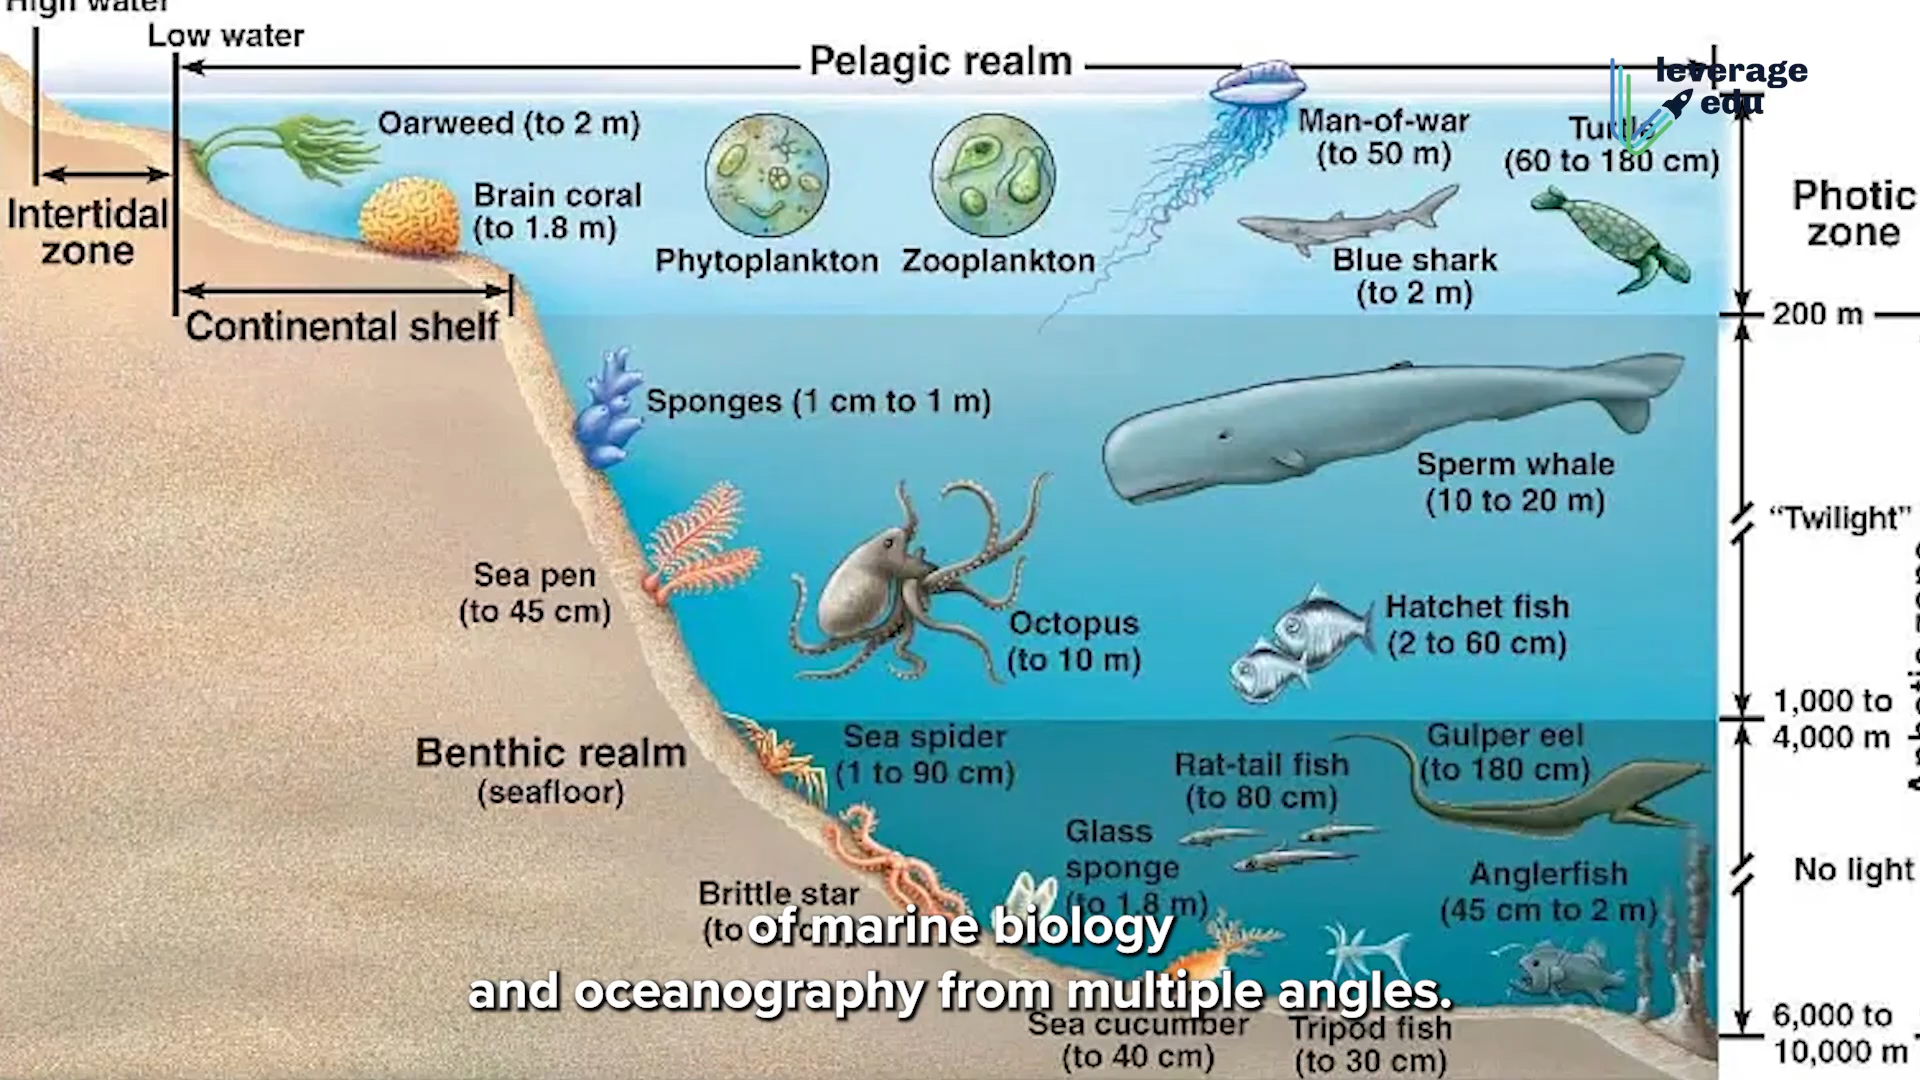 High water
Low water
Pelagic realm
leverage
edu
Oarweed (to 2 m)
Man-of-war
(to 50 m)
Turtle
(60 to 180 cm)
Photic
zone
Brain coral
(to 1.8 m)
Intertidal
zone
Phytoplankton
Zooplankton
Blue shark
(to 2 m)
Continental shelf
200 m
Sponges (1 cm to 1 m)
Sperm whale
(10 to 20 m)
"Twilight"
Sea pen
(to 45 cm)
Octopus
(to 10 m)
Hatchet fish
(2 to 60 cm)
1,000 to
4,000 m
Benthic realm
(seafloor)
Sea spider
(1 to 90 cm)
Rat-tail fish
(to 80 cm)
Gulper eel
(to 180 cm)
Glass
sponge
(to 1.8 m)
No light
Anglerfish
(45 cm to 2 m)
Brittle star
(to
of marine biology
and oceanography from multiple angles.
Sea cucumber
(to 40 cm)
Tripod fish
(to 30 cm)
6,000 to
10,000 m